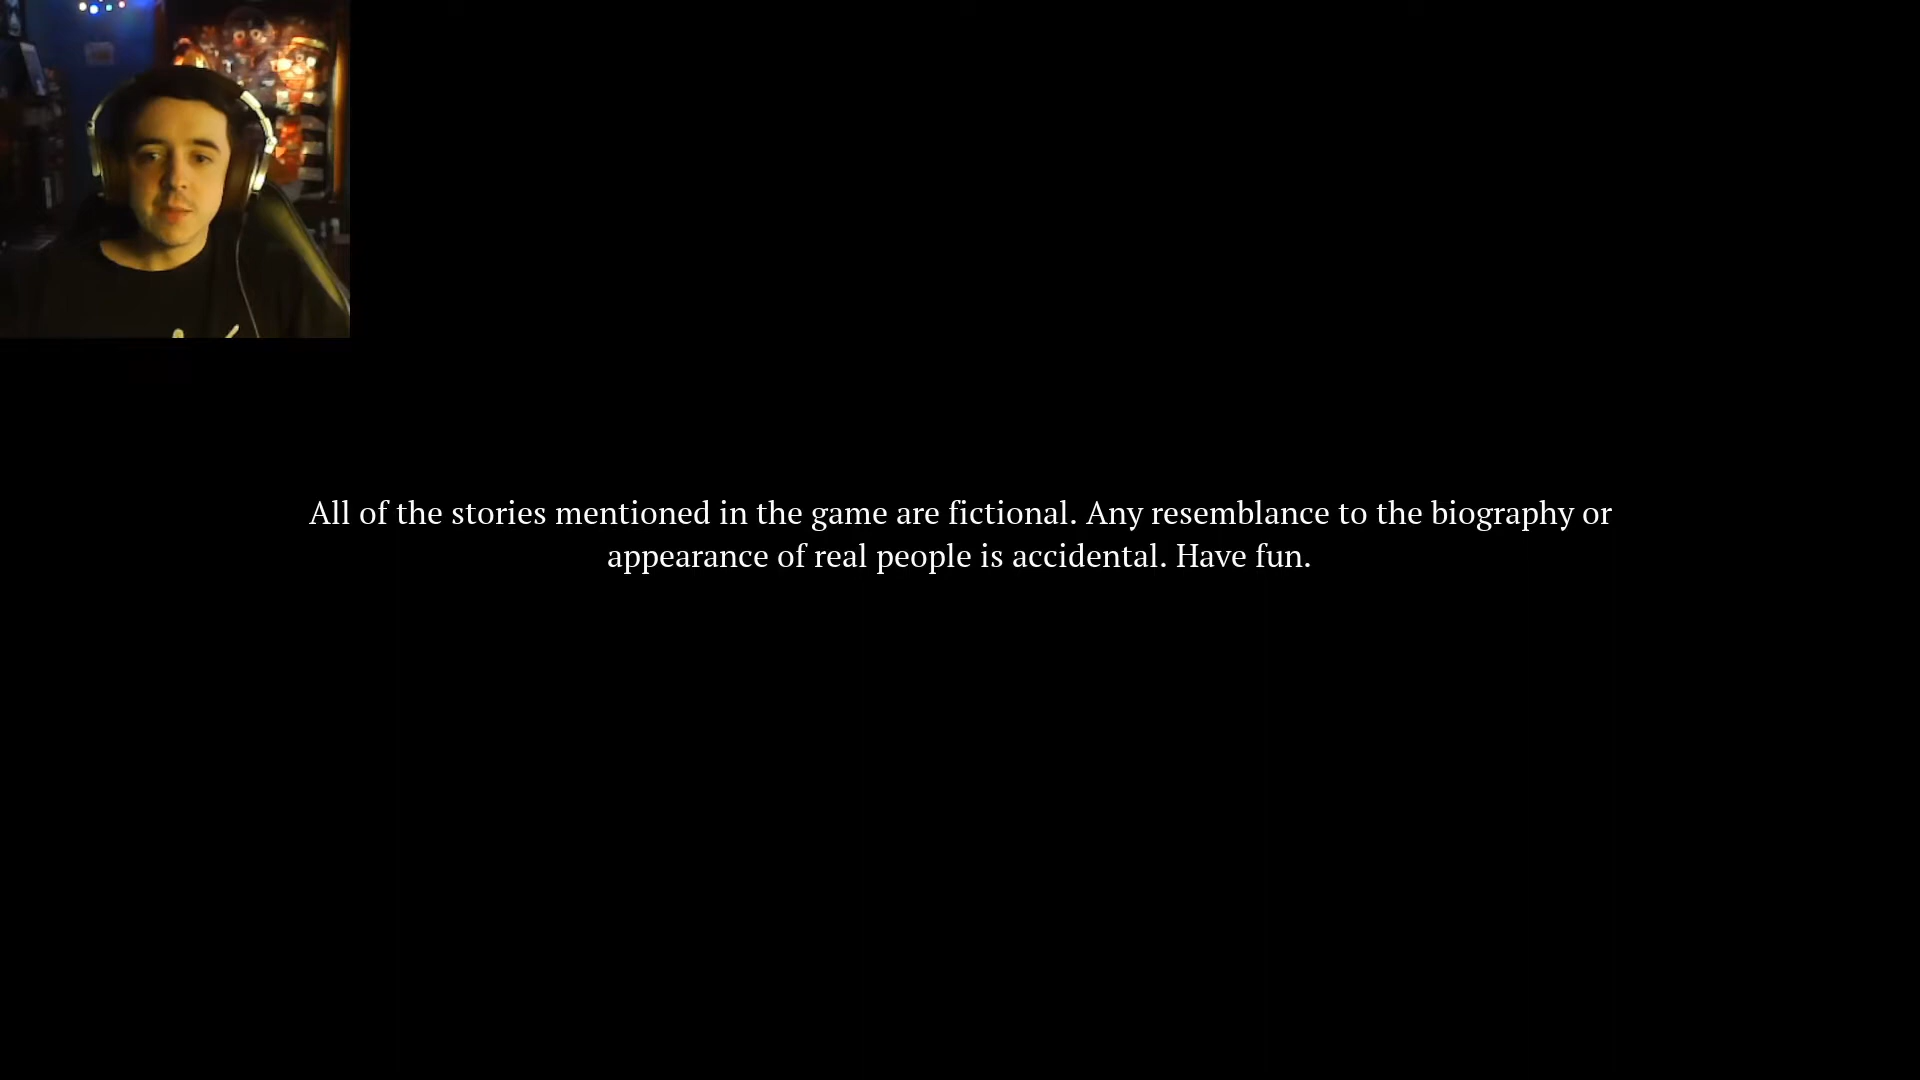 All of the stories mentioned in the game are fictional. Any resemblance to the biography or
appearance of real people is accidental. Have fun.